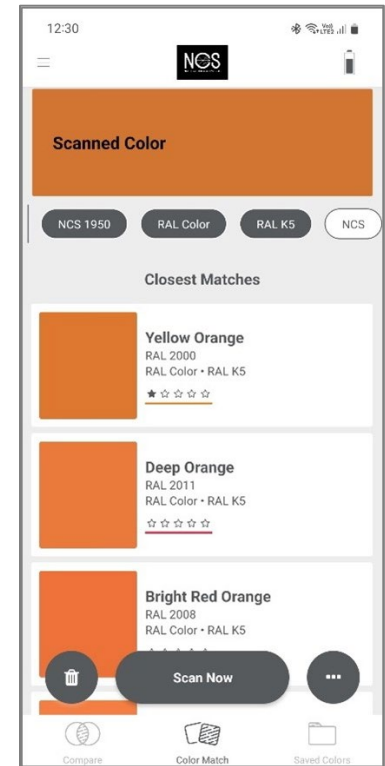 12:30
NCS
Scanned Color
NCS 1950
RAL Color
RAL K5
NCS
Closest Matches
Yellow Orange
RAL 2000
RAL Color • RAL K5
Deep Orange
RAL 2011
RAL Color • RAL K5
Bright Red Orange
RAL 2008
RAL Color • RAL K5
Scan Now
Compare
Color Match
Saved Colors